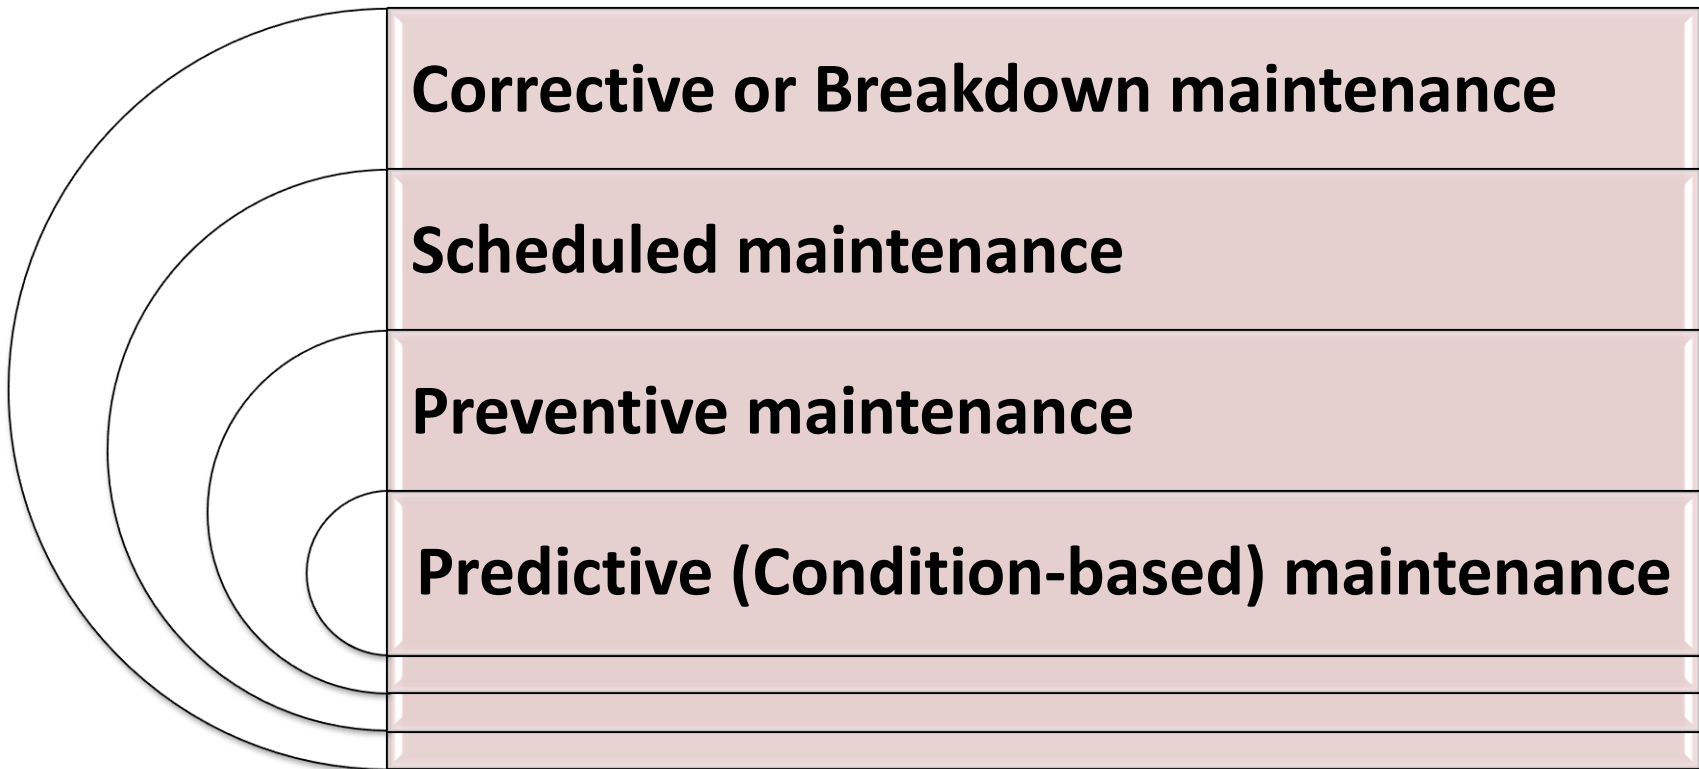 Corrective or Breakdown maintenance
Scheduled maintenance
Preventive maintenance
Predictive (Condition-based) maintenance